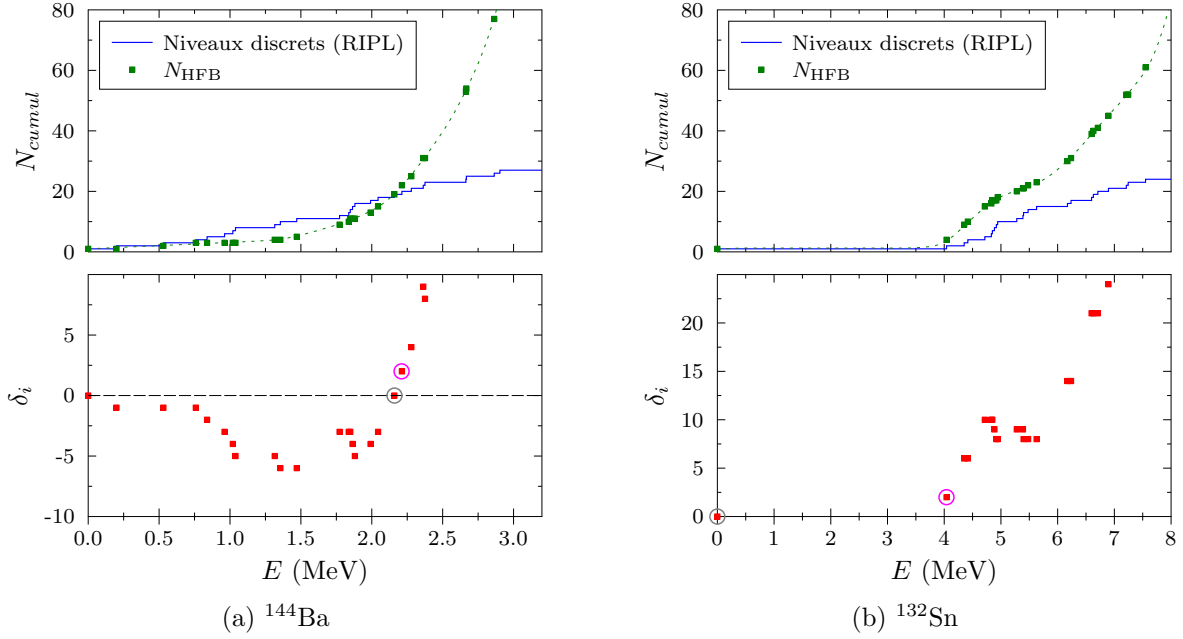 80
60
40
20
0
N_cumul
Niveaux discrets (RIPL)
N_HFB
5
0
-5
-10
δ_i
0.0 0.5 1.0 1.5 2.0 2.5 3.0
E (MeV)
(a) ¹⁴⁴Ba
80
60
40
20
0
N_cumul
Niveaux discrets (RIPL)
N_HFB
25
20
15
10
5
0
δ_i
0 1 2 3 4 5 6 7 8
E (MeV)
(b) ¹³²Sn